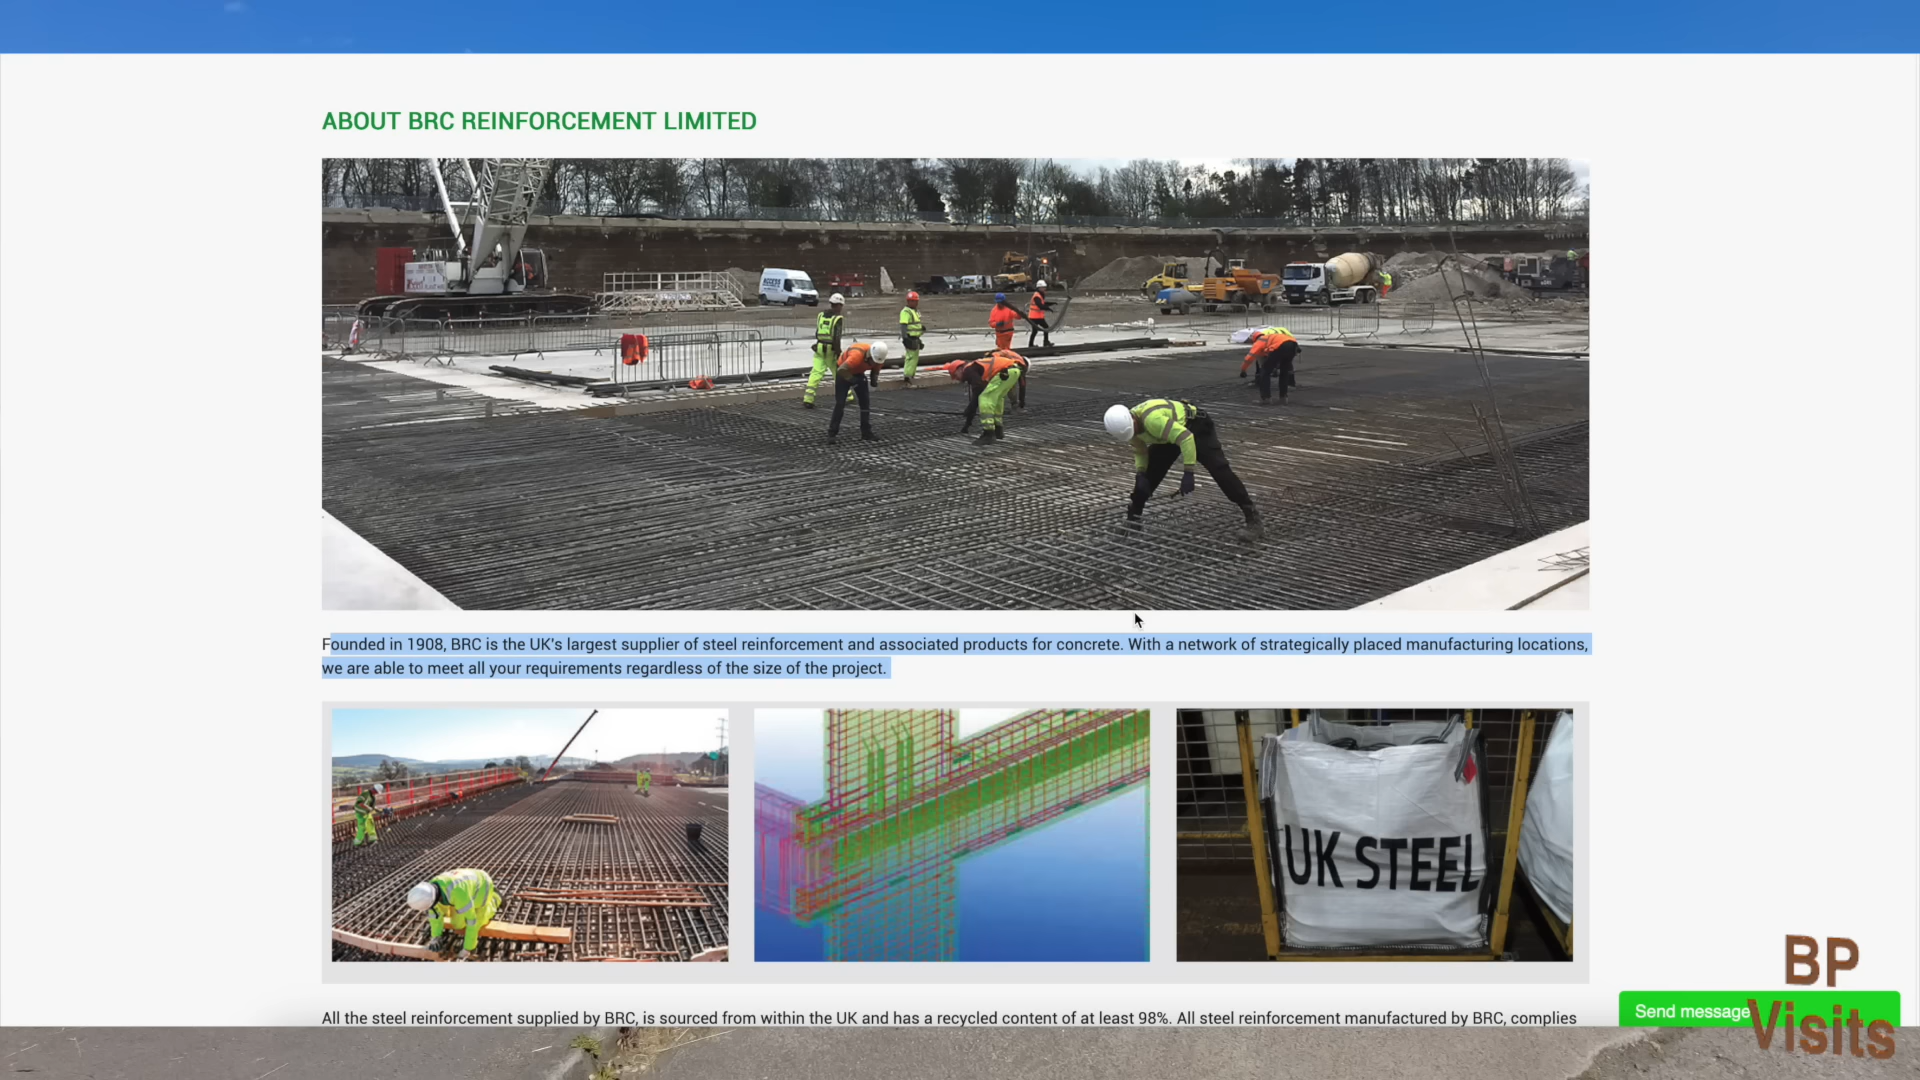 ABOUT BRC REINFORCEMENT LIMITED
ACCESS
Founded in 1908, BRC is the UK's largest supplier of steel reinforcement and associated products for concrete. With a network of strategically placed manufacturing locations,
we are able to meet all your requirements regardless of the size of the project.
UK STEEL
All the steel reinforcement supplied by BRC, is sourced from within the UK and has a recycled content of at least 98%. All steel reinforcement manufactured by BRC, complies
Send message
BP
Visits